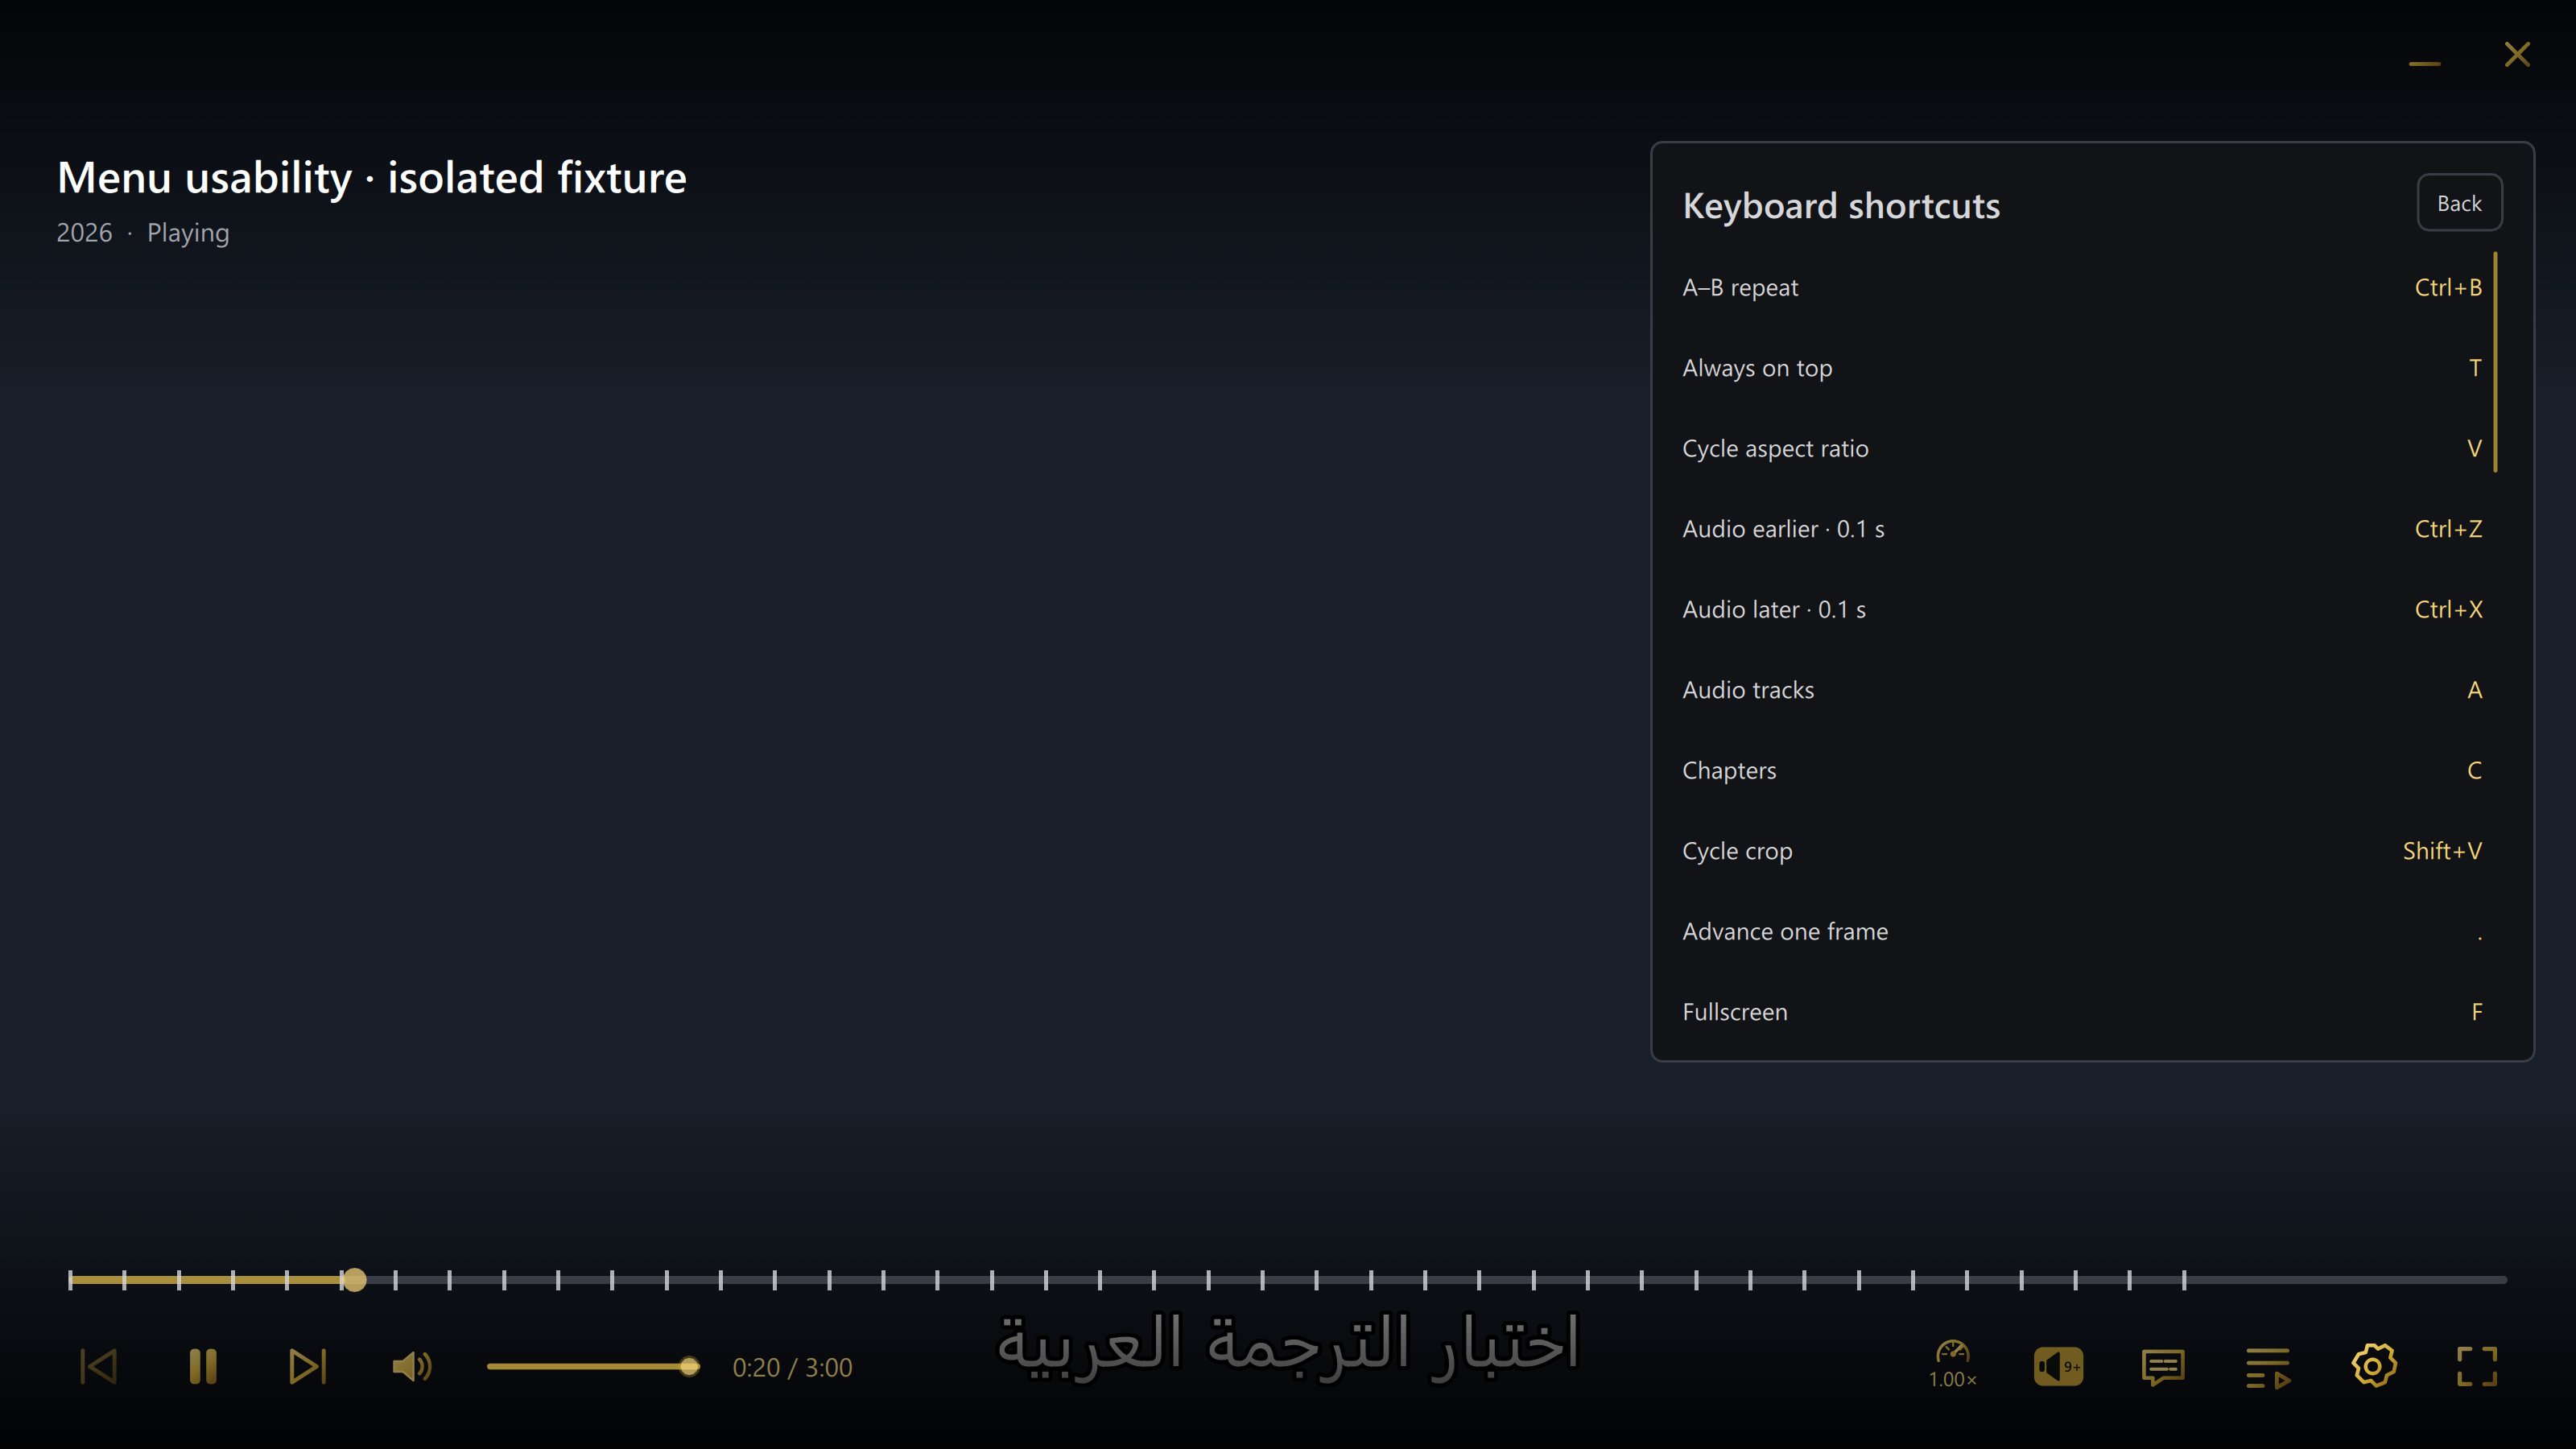 Menu usability · isolated fixture
2026 · Playing
Keyboard shortcuts
Back
A–B repeat Ctrl+B
Always on top T
Cycle aspect ratio V
Audio earlier · 0.1 s Ctrl+Z
Audio later · 0.1 s Ctrl+X
Audio tracks A
Chapters C
Cycle crop Shift+V
Advance one frame .
Fullscreen F
اختبار الترجمة العربية
0:20 / 3:00
1.00×
9+